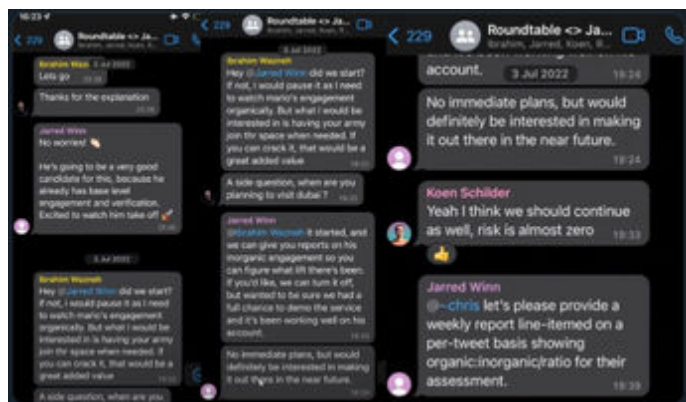 16:23
229
Roundtable <> Ja...
Ibrahim, Jarred, Koen, R...
Ibrahim Wazneh
3 Jul 2022
Lets go
Thanks for the explanation
Jarred Winn
No worries!
He's going to be a very good
candidate for this, because he
already has base level
engagement and verification.
Excited to watch him take off 🚀
3 Jul 2022
Ibrahim Wazneh
Hey @Jarred Winn did we start?
If not, i would pause it as I need
to watch mario's engagement
organically. But what i would be
interested in is having your army
join thr space when needed. If
you can crack it, that would be a
great added value
A side question, when are you
229
Roundtable <> Ja...
Ibrahim, Jarred, Koen, R...
3 Jul 2022
Ibrahim Wazneh
Hey @Jarred Winn did we start?
If not, i would pause it as I need
to watch mario's engagement
organically. But what i would be
interested in is having your army
join thr space when needed. If
you can crack it, that would be a
great added value
A side question, when are you
planning to visit dubai ?
Jarred Winn
@Ibrahim Wazneh it started, and
we can give you reports on his
inorganic engagement so you
can figure what lift there's been.
If you'd like, we can turn it off,
but wanted to be sure we had a
full chance to demo the service
and it's been working well on his
account.
No immediate plans, but would
definitely be interested in making
it out there in the near future.
229
Roundtable <> Ja...
Ibrahim, Jarred, Koen, R...
account.
3 Jul 2022
19:24
No immediate plans, but would
definitely be interested in making
it out there in the near future.
19:24
Koen Schilder
Yeah I think we should continue
as well, risk is almost zero
19:33
👍
Jarred Winn
@~chris let's please provide a
weekly report line-itemed on a
per-tweet basis showing
organic:inorganic/ratio for their
assessment.
19:39